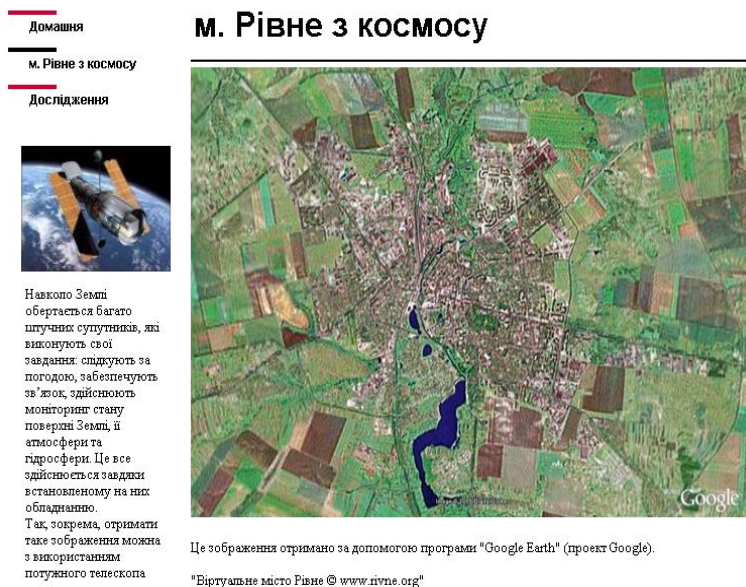 Домашня
м. Рівне з космосу
Дослідження
Навколо Землі
обертається багато
штучних супутників, які
виконують свої
завдання: слідкують за
погодою, забезпечують
зв'язок, здійснюють
моніторинг стану
поверхні Землі, її
атмосфери та
гідросфери. Це все
здійснюється завдяки
встановленому на них
обладнанню.
Так, зокрема, отримати
таке зображення можна
з використанням
потужного телескопа
м. Рівне з космосу
Google
Це зображення отримано за допомогою програми "Google Earth" (проект Google).
"Віртуальне місто Рівне © www.rivne.org"